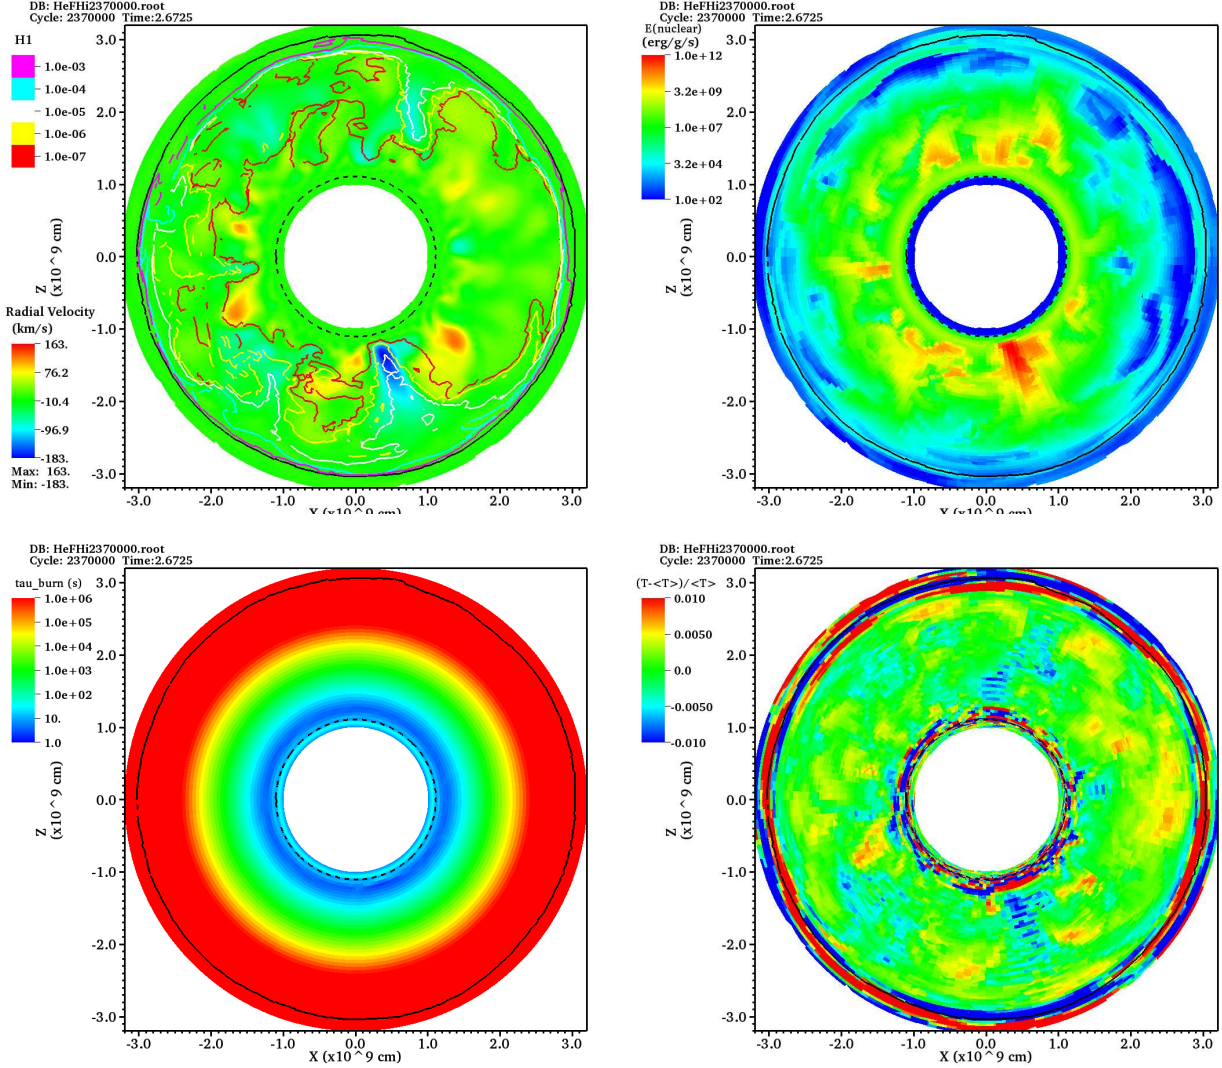 DB: HeFHi2370000.root
Cycle: 2370000 Time:2.6725
H1
1.0e-03
1.0e-04
1.0e-05
1.0e-06
1.0e-07
Radial Velocity
(km/s)
163.
76.2
-10.4
-96.9
-183.
Max: 163.
Min: -183.
3.0
2.0
1.0
0.0
-1.0
-2.0
-3.0
Z
(x10^9 cm)
-3.0 -2.0 -1.0 0.0 1.0 2.0 3.0
X (x10^9 cm)
DB: HeFHi2370000.root
Cycle: 2370000 Time:2.6725
E(nuclear)
(erg/g/s)
1.0e+12
3.2e+09
1.0e+07
3.2e+04
1.0e+02
3.0
2.0
1.0
0.0
-1.0
-2.0
-3.0
Z
(x10^9 cm)
-3.0 -2.0 -1.0 0.0 1.0 2.0 3.0
X (x10^9 cm)
DB: HeFHi2370000.root
Cycle: 2370000 Time:2.6725
tau_burn (s)
1.0e+06
1.0e+05
1.0e+04
1.0e+03
1.0e+02
10.
1.0
3.0
2.0
1.0
0.0
-1.0
-2.0
-3.0
Z
(x10^9 cm)
-3.0 -2.0 -1.0 0.0 1.0 2.0 3.0
X (x10^9 cm)
DB: HeFHi2370000.root
Cycle: 2370000 Time:2.6725
(T-<T>)/<T>
0.010
0.0050
0.0
-0.0050
-0.010
3.0
2.0
1.0
0.0
-1.0
-2.0
-3.0
Z
(x10^9 cm)
-3.0 -2.0 -1.0 0.0 1.0 2.0 3.0
X (x10^9 cm)